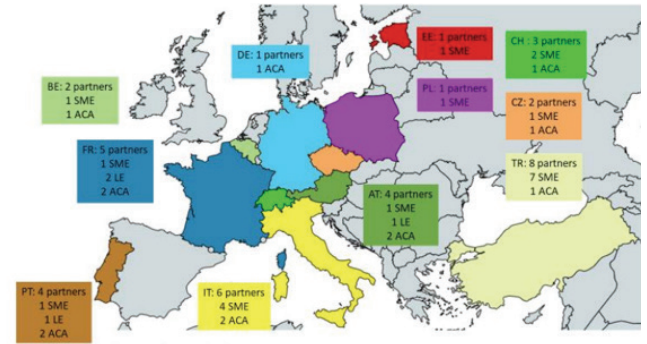 DE: 1 partners
1 ACA
EE: 1 partners
1 SME
CH : 3 partners
2 SME
1 ACA
BE: 2 partners
1 SME
1 ACA
PL: 1 partners
1 SME
CZ: 2 partners
1 SME
1 ACA
FR: 5 partners
1 SME
2 LE
2 ACA
TR: 8 partners
7 SME
1 ACA
AT: 4 partners
1 SME
1 LE
2 ACA
PT: 4 partners
1 SME
1 LE
2 ACA
IT: 6 partners
4 SME
2 ACA